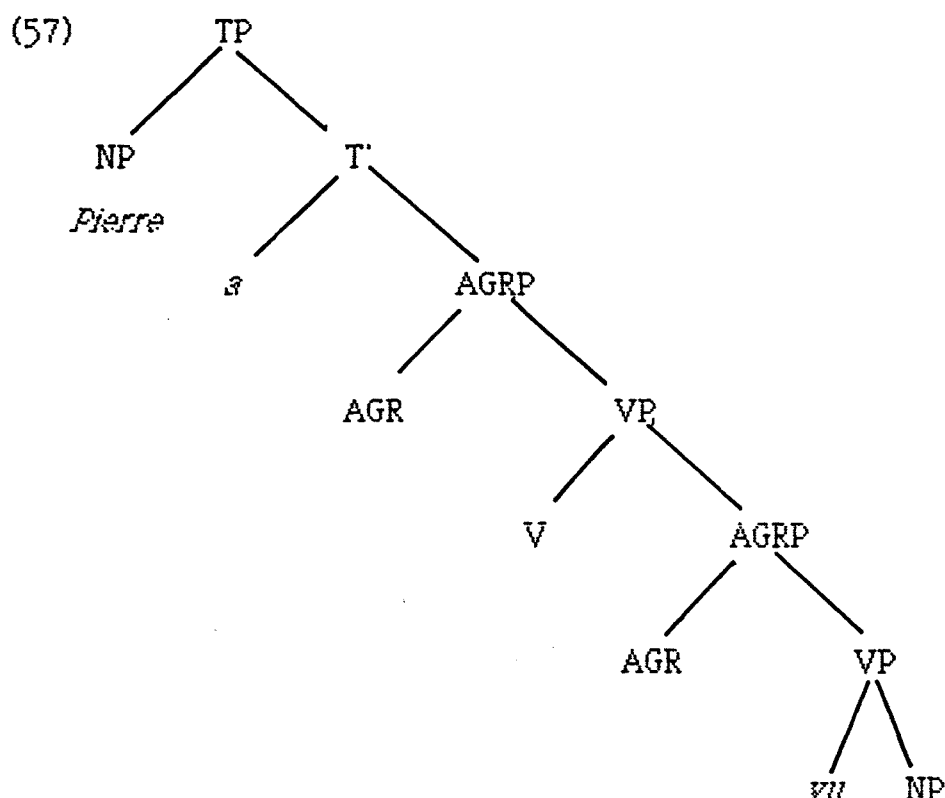 (57) TP
NP T'
Pierre
a AGRP
AGR VP
V AGRP
AGR VP
vu NP